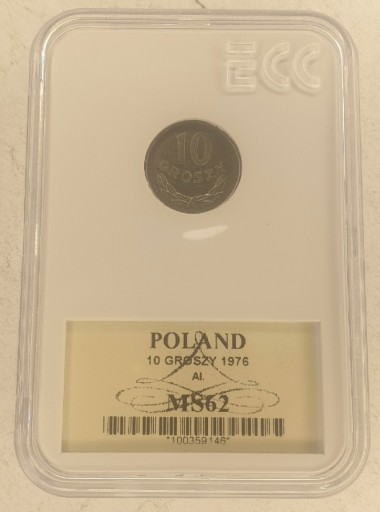 ECC
10
GROSZY
POLAND
10 GROSZY 1976
Al.
MS62
*100359146*